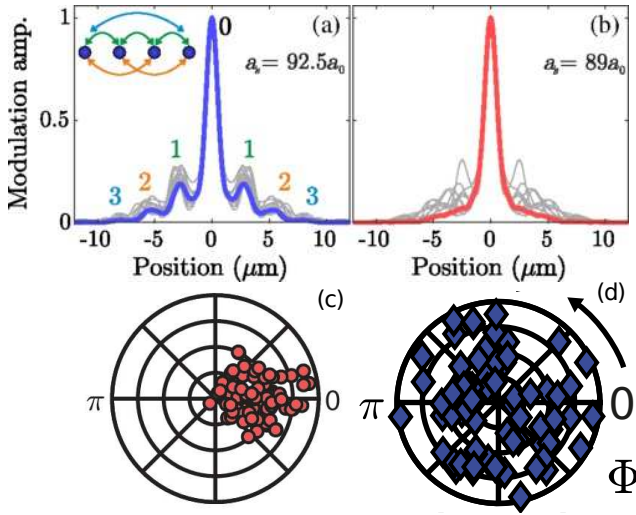 Modulation amp.
1
0.5
0
(a)
0
a_s = 92.5a_0
1 1
2 2
3 3
-10 -5 0 5 10
Position (μm)
(b)
a_s = 89a_0
-10 -5 0 5 10
Position (μm)
(c)
π 0
(d)
π 0
Φ